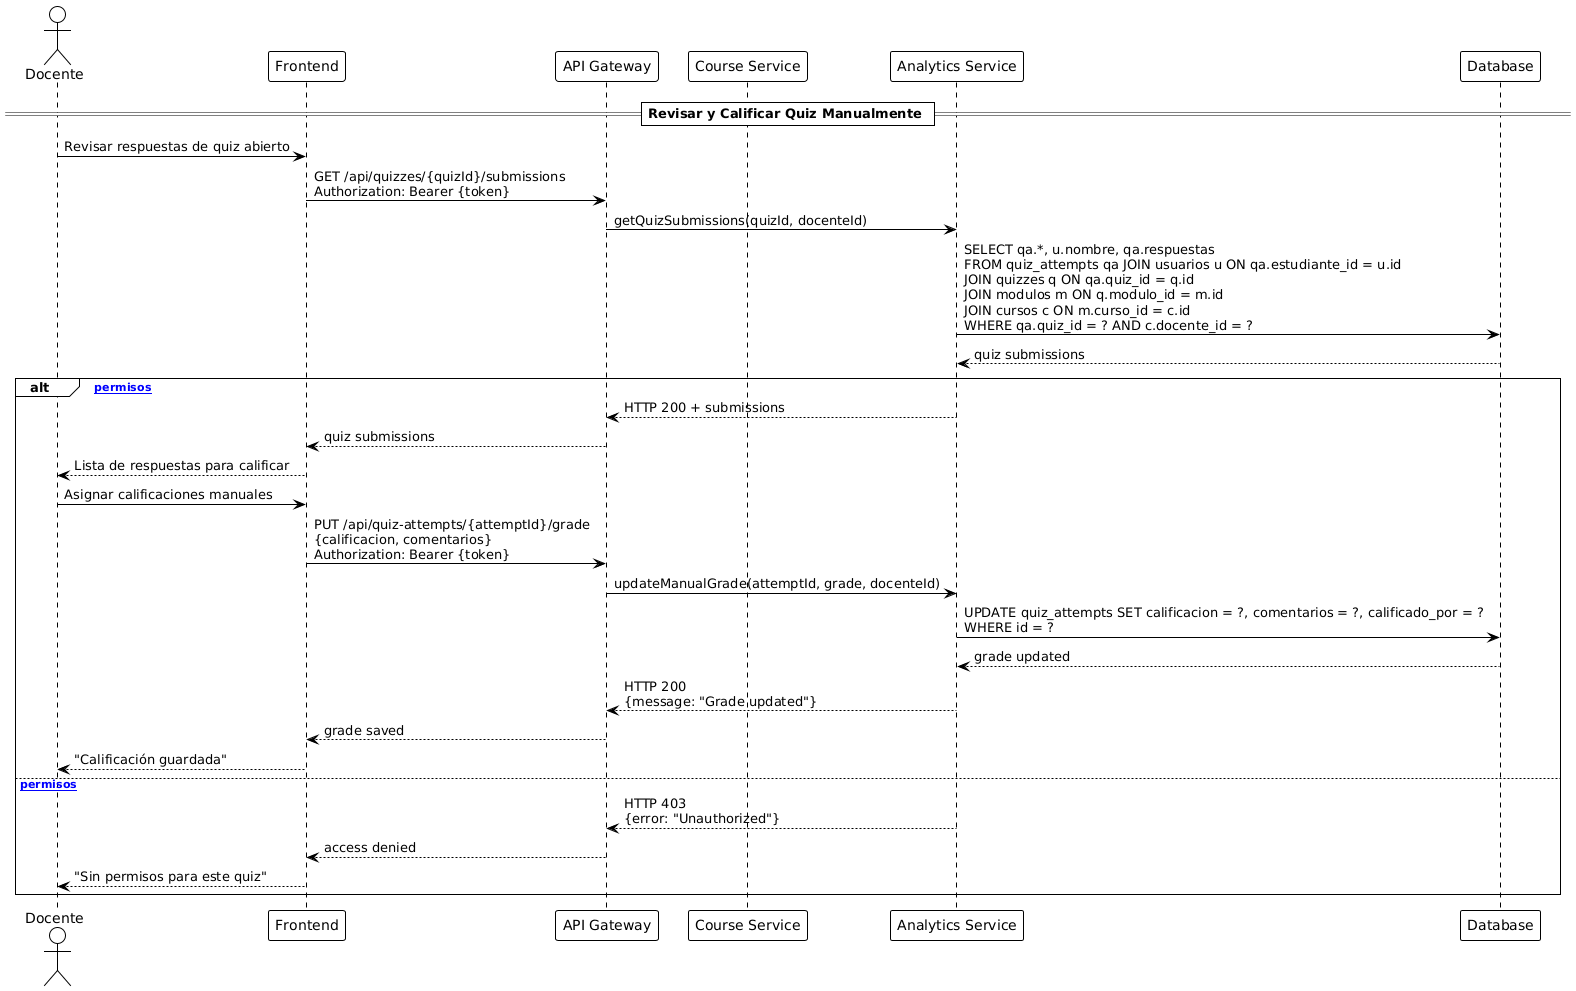 Docente
Frontend
API Gateway
Course Service
Analytics Service
Database
Revisar y Calificar Quiz Manualmente
Revisar respuestas de quiz abierto
GET /api/quizzes/{quizId}/submissions
Authorization: Bearer {token}
getQuizSubmissions(quizId, docenteId)
SELECT qa.*, u.nombre, qa.respuestas
FROM quiz_attempts qa JOIN usuarios u ON qa.estudiante_id = u.id
JOIN quizzes q ON qa.quiz_id = q.id
JOIN modulos m ON q.modulo_id = m.id
JOIN cursos c ON m.curso_id = c.id
WHERE qa.quiz_id = ? AND c.docente_id = ?
quiz submissions
alt
permisos
HTTP 200 + submissions
quiz submissions
Lista de respuestas para calificar
Asignar calificaciones manuales
PUT /api/quiz-attempts/{attemptId}/grade
{calificacion, comentarios}
Authorization: Bearer {token}
updateManualGrade(attemptId, grade, docenteId)
UPDATE quiz_attempts SET calificacion = ?, comentarios = ?, calificado_por = ?
WHERE id = ?
grade updated
HTTP 200
{message: "Grade updated"}
grade saved
"Calificación guardada"
permisos
HTTP 403
{error: "Unauthorized"}
access denied
"Sin permisos para este quiz"
Docente
Frontend
API Gateway
Course Service
Analytics Service
Database